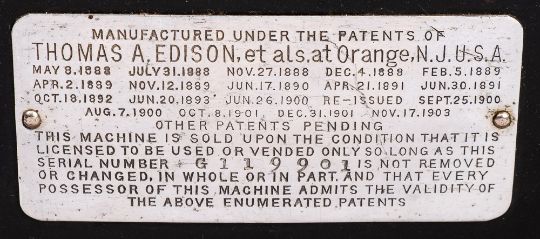 MANUFACTURED UNDER THE PATENTS OF
THOMAS A. EDISON, et als. at Orange, N.J. U.S.A.
MAY 8.1888 JULY 31.1888 NOV. 27.1888 DEC. 4.1888 FEB. 5.1889
APR. 2.1889 NOV. 12.1889 JUN. 17.1890 APR. 21.1891 JUN. 30.1891
OCT. 18.1892 JUN. 20.1893 JUN. 26.1900 RE-ISSUED SEPT. 25.1900
AUG. 7.1900 OCT. 8.1901. DEC. 31.1901 NOV. 17.1903
OTHER PATENTS PENDING
THIS MACHINE IS SOLD UPON THE CONDITION THAT IT IS
LICENSED TO BE USED OR VENDED ONLY SO LONG AS THIS
SERIAL NUMBER G119901 IS NOT REMOVED
OR CHANGED, IN WHOLE OR IN PART, AND THAT EVERY
POSSESSOR OF THIS MACHINE ADMITS THE VALIDITY OF
THE ABOVE ENUMERATED PATENTS